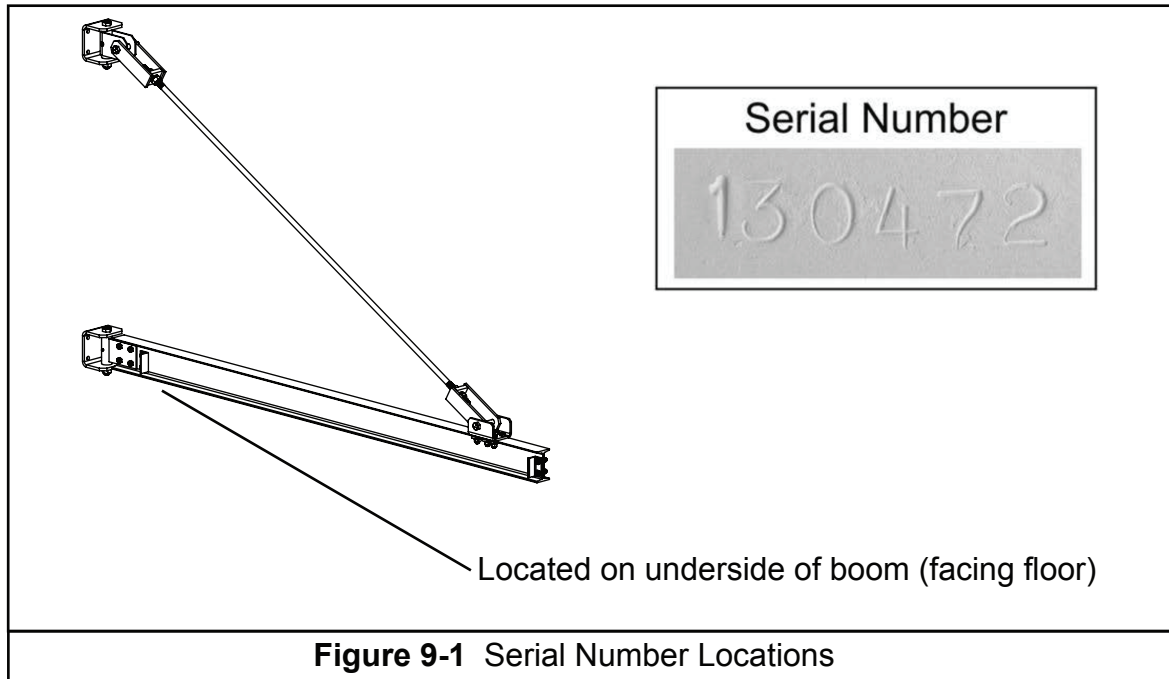 Serial Number
130472
Located on underside of boom (facing floor)
Figure 9-1 Serial Number Locations